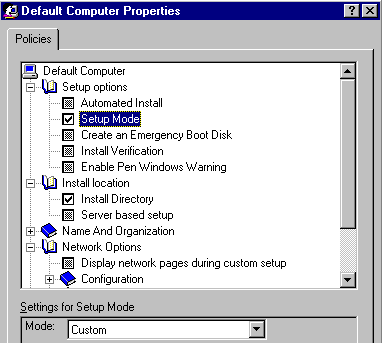 Default Computer Properties
Policies
Default Computer
Setup options
Automated Install
Setup Mode
Create an Emergency Boot Disk
Install Verification
Enable Pen Windows Warning
Install location
Install Directory
Server based setup
Name And Organization
Network Options
Display network pages during custom setup
Configuration
Settings for Setup Mode
Mode: Custom